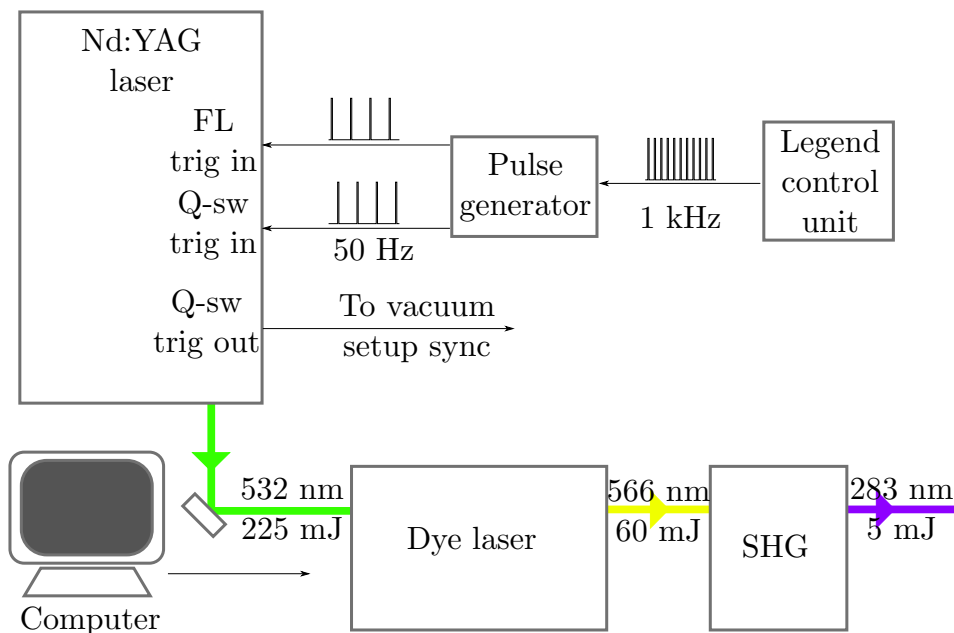 Nd:YAG
laser
FL
trig in
Q-sw
trig in
Q-sw
trig out
50 Hz
To vacuum
setup sync
Pulse
generator
1 kHz
Legend
control
unit
Computer
532 nm
225 mJ
Dye laser
566 nm
60 mJ
SHG
283 nm
5 mJ